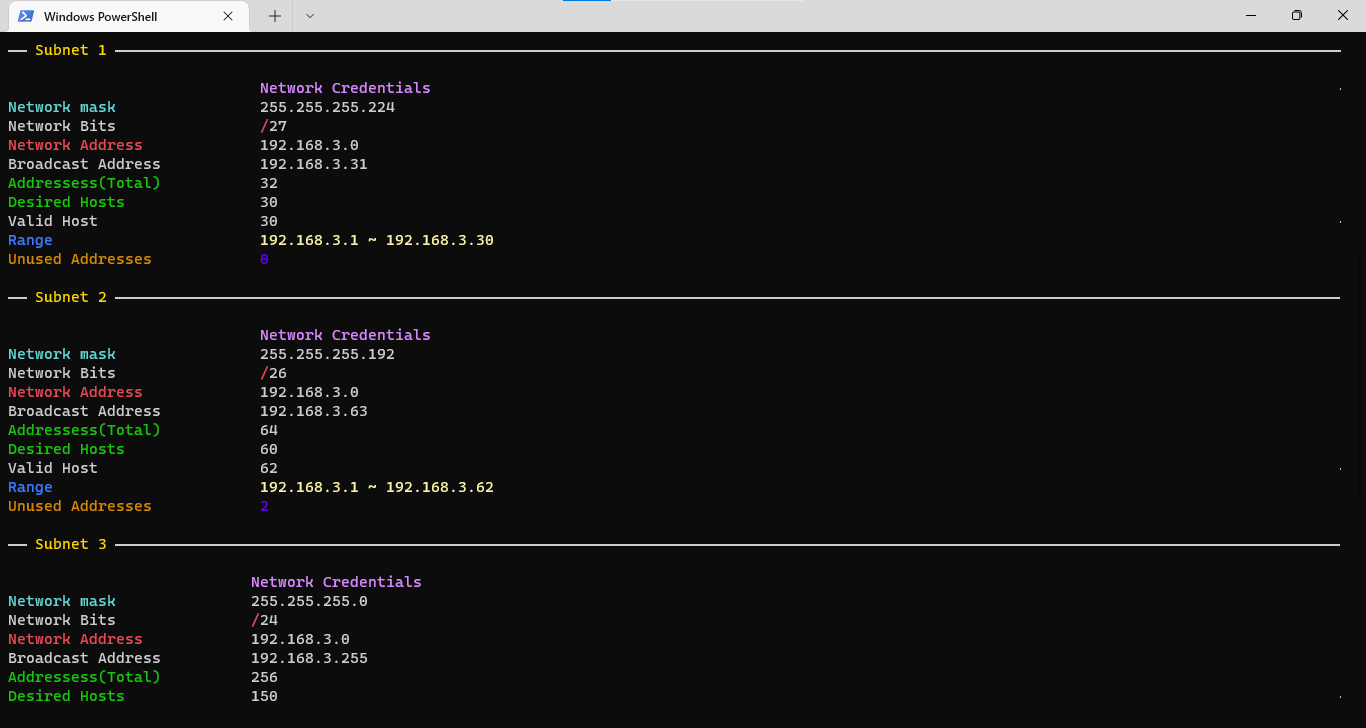 Windows PowerShell
Subnet 1
Network Credentials
Network mask 255.255.255.224
Network Bits /27
Network Address 192.168.3.0
Broadcast Address 192.168.3.31
Addressess(Total) 32
Desired Hosts 30
Valid Host 30
Range 192.168.3.1 ~ 192.168.3.30
Unused Addresses 0
Subnet 2
Network Credentials
Network mask 255.255.255.192
Network Bits /26
Network Address 192.168.3.0
Broadcast Address 192.168.3.63
Addressess(Total) 64
Desired Hosts 60
Valid Host 62
Range 192.168.3.1 ~ 192.168.3.62
Unused Addresses 2
Subnet 3
Network Credentials
Network mask 255.255.255.0
Network Bits /24
Network Address 192.168.3.0
Broadcast Address 192.168.3.255
Addressess(Total) 256
Desired Hosts 150